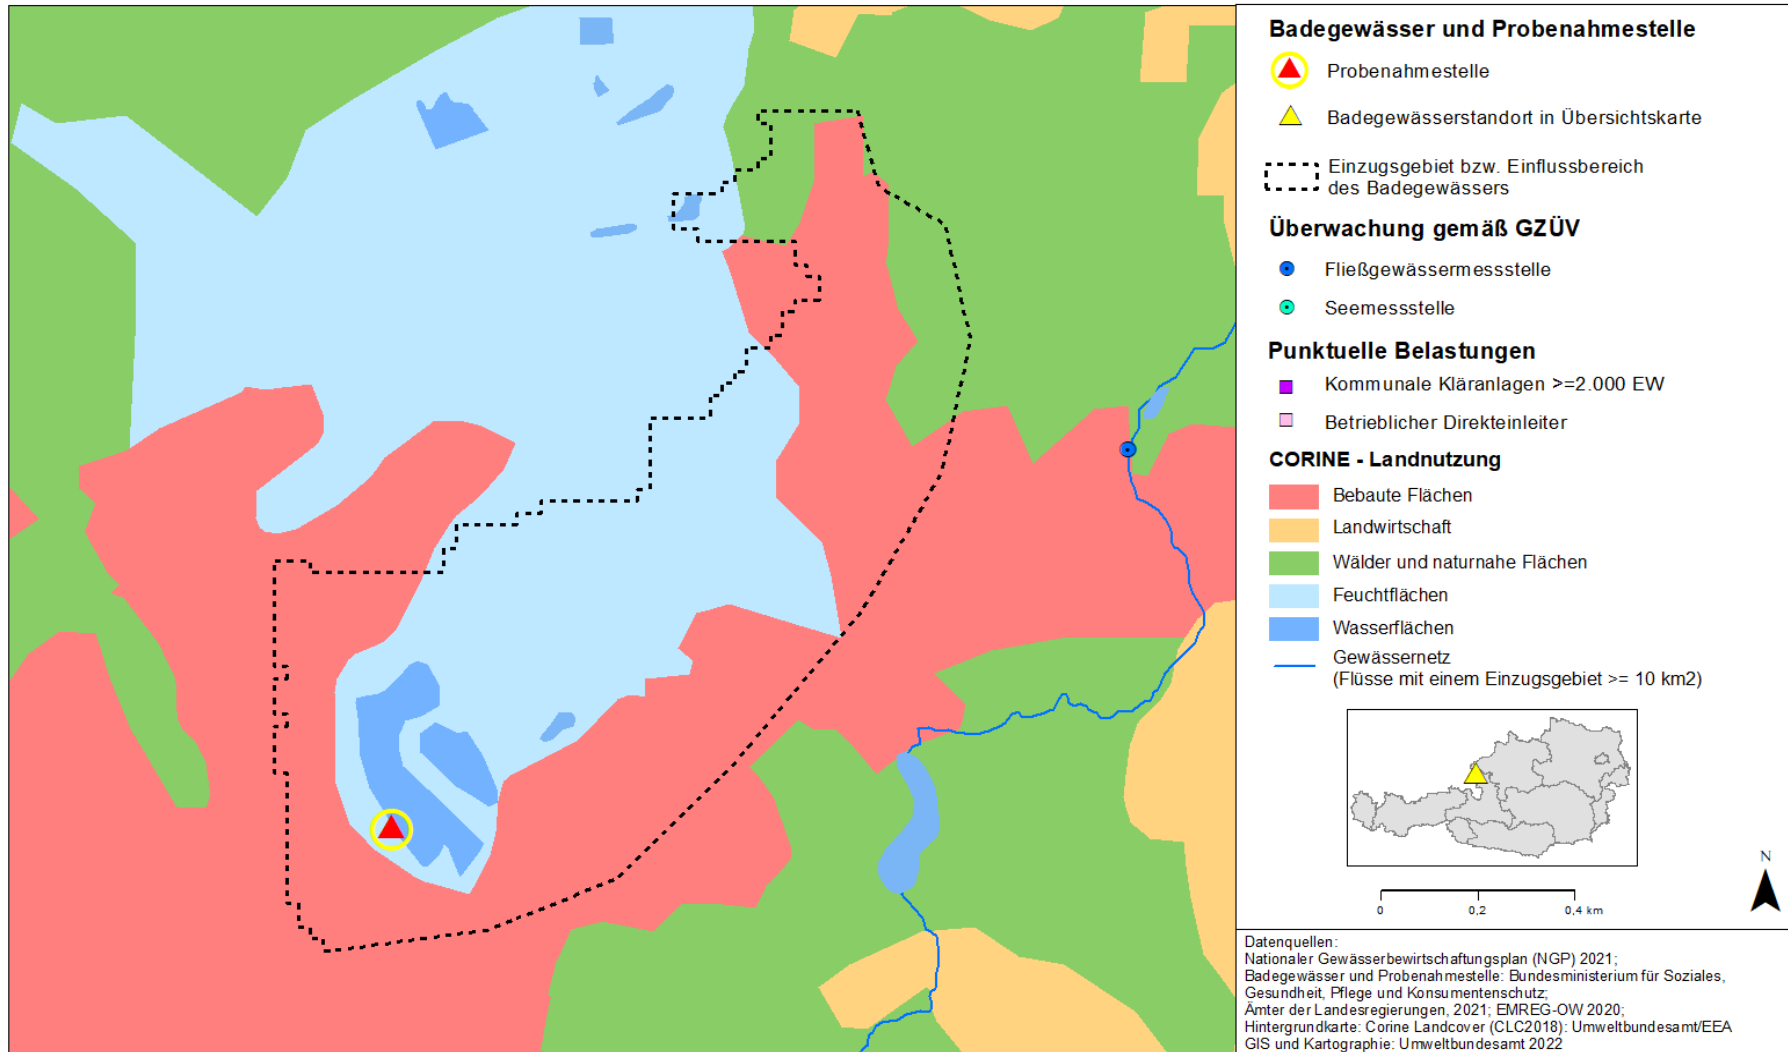 Badegewässer und Probenahmestelle
Probenahmestelle
Badegewässerstandort in Übersichtskarte
Einzugsgebiet bzw. Einflussbereich
des Badegewässers
Überwachung gemäß GZÜV
Fließgewässermessstelle
Seemessstelle
Punktuelle Belastungen
Kommunale Kläranlagen >=2.000 EW
Betrieblicher Direkteinleiter
CORINE - Landnutzung
Bebaute Flächen
Landwirtschaft
Wälder und naturnahe Flächen
Feuchtflächen
Wasserflächen
Gewässernetz
(Flüsse mit einem Einzugsgebiet >= 10 km2)
N
0 0,2 0,4 km
Datenquellen:
Nationaler Gewässerbewirtschaftungsplan (NGP) 2021;
Badegewässer und Probenahmestelle: Bundesministerium für Soziales,
Gesundheit, Pflege und Konsumentenschutz;
Ämter der Landesregierungen, 2021; EMREG-OW 2020;
Hintergrundkarte: Corine Landcover (CLC2018): Umweltbundesamt/EEA
GIS und Kartographie: Umweltbundesamt 2022